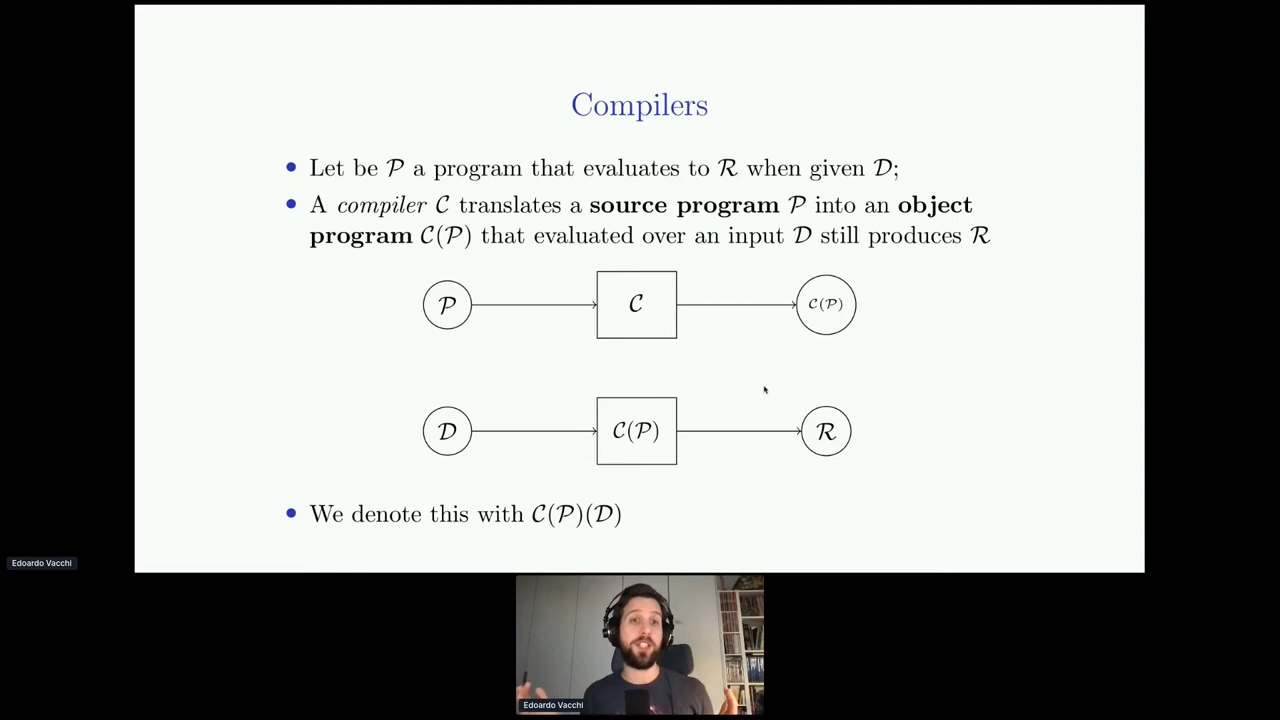 Compilers
• Let be 𝒫 a program that evaluates to ℛ when given 𝒟;
• A compiler 𝒞 translates a source program 𝒫 into an object
program 𝒞(𝒫) that evaluated over an input 𝒟 still produces ℛ
𝒫 𝒞 𝒞(𝒫)
𝒟 𝒞(𝒫) ℛ
• We denote this with 𝒞(𝒫)(𝒟)
Edoardo Vacchi
Edoardo Vacchi